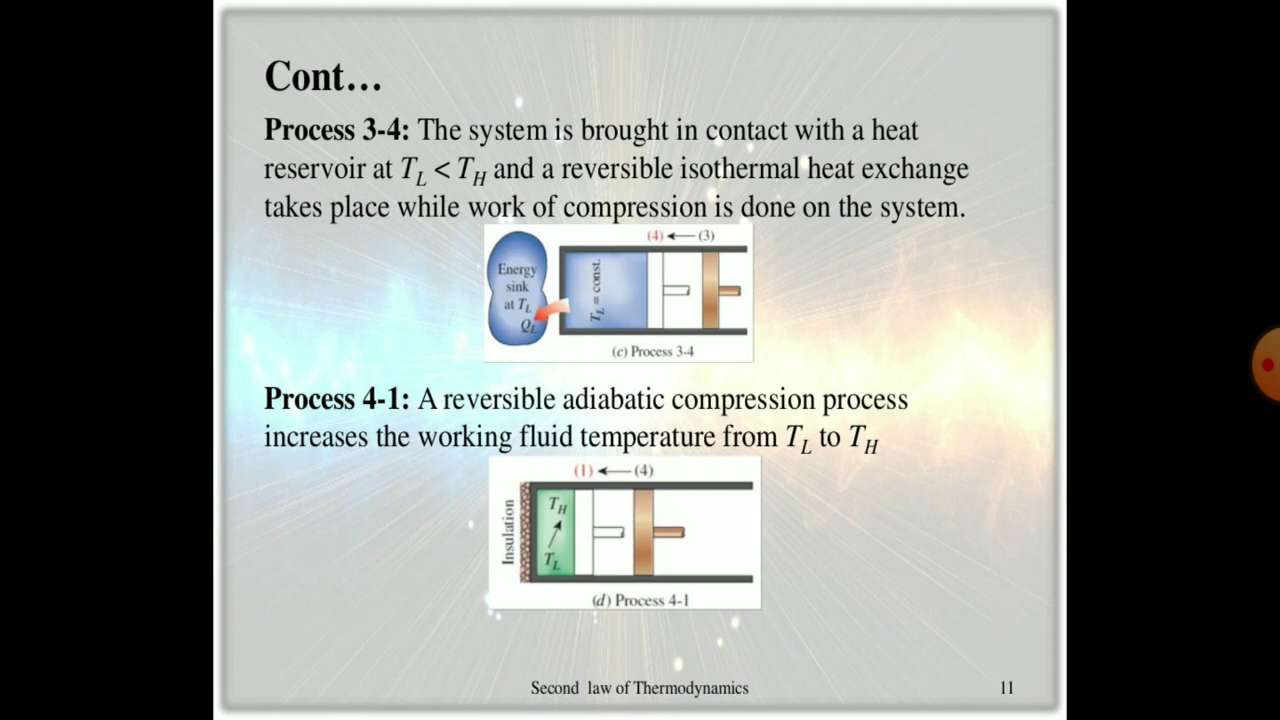 Cont…
Process 3-4: The system is brought in contact with a heat
reservoir at T_L < T_H and a reversible isothermal heat exchange
takes place while work of compression is done on the system.
(4) ← (3)
Energy
sink
at T_L
Q_L
T_L = const.
(c) Process 3-4
Process 4-1: A reversible adiabatic compression process
increases the working fluid temperature from T_L to T_H
(1) ← (4)
Insulation
T_H
T_L
(d) Process 4-1
Second law of Thermodynamics
11